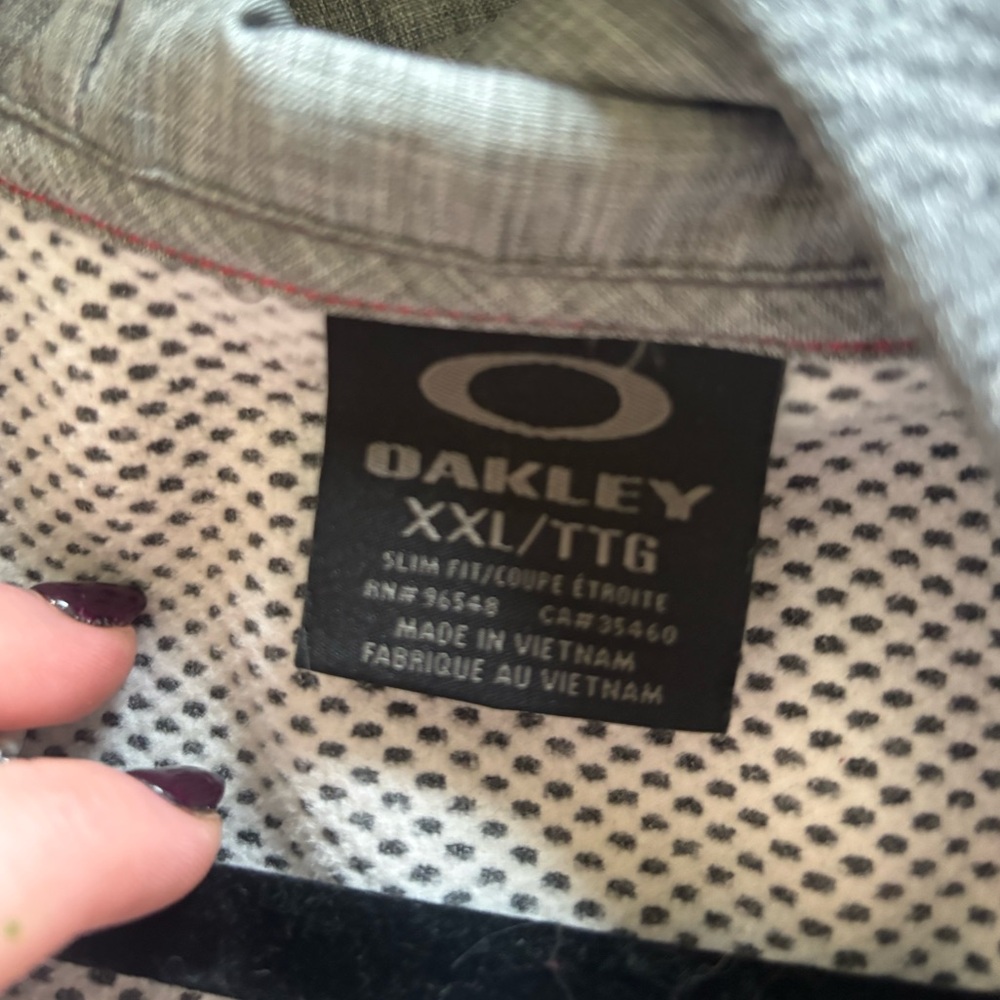 OAKLEY
XXL/TTG
SLIM FIT/COUPE ÉTROITE
RN#96548 CA#35460
MADE IN VIETNAM
FABRIQUE AU VIETNAM